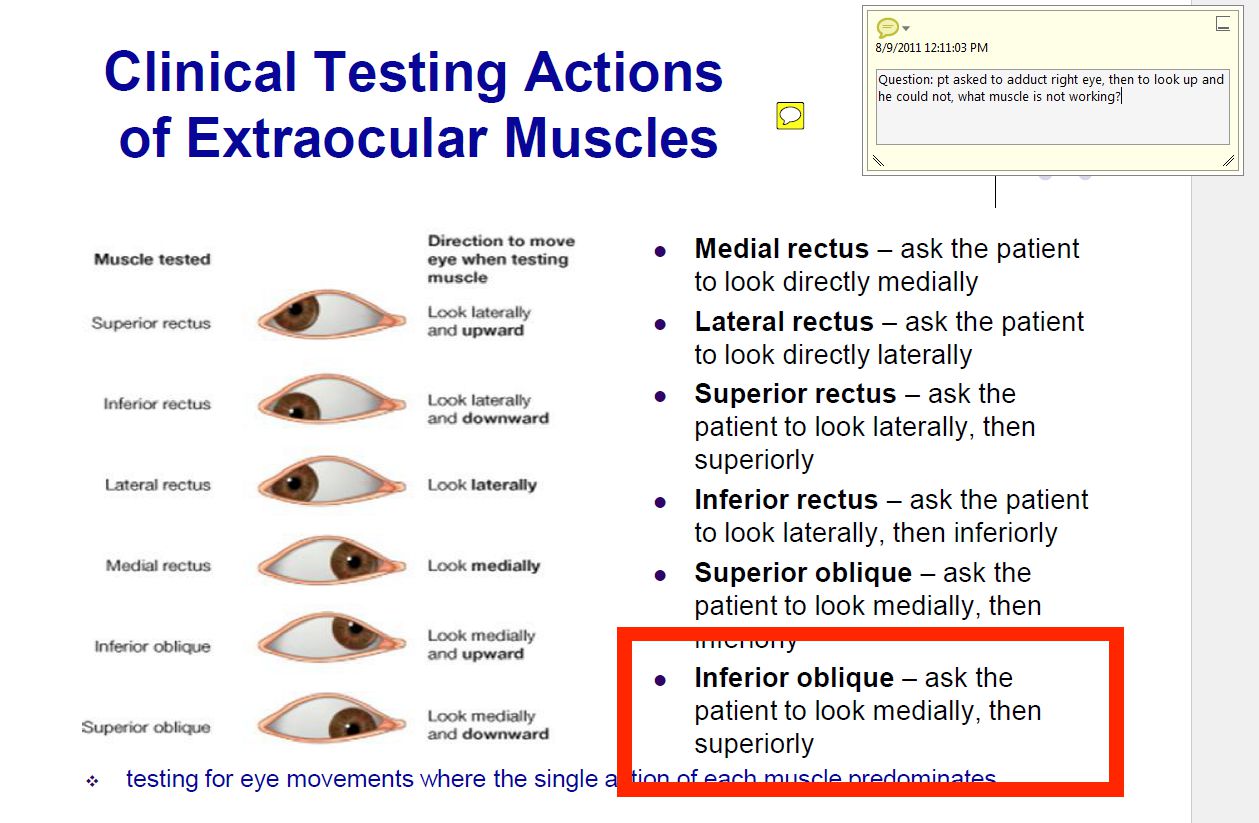 8/9/2011 12:11:03 PM
Question: pt asked to adduct right eye, then to look up and
he could not, what muscle is not working?
Clinical Testing Actions
of Extraocular Muscles
Muscle tested
Direction to move
eye when testing
muscle
Superior rectus
Look laterally
and upward
Inferior rectus
Look laterally
and downward
Lateral rectus
Look laterally
Medial rectus
Look medially
Inferior oblique
Look medially
and upward
Superior oblique
Look medially
and downward
● Medial rectus – ask the patient
to look directly medially
● Lateral rectus – ask the patient
to look directly laterally
● Superior rectus – ask the
patient to look laterally, then
superiorly
● Inferior rectus – ask the patient
to look laterally, then inferiorly
● Superior oblique – ask the
patient to look medially, then
inferiorly
● Inferior oblique – ask the
patient to look medially, then
superiorly
❖ testing for eye movements where the single action of each muscle predominates